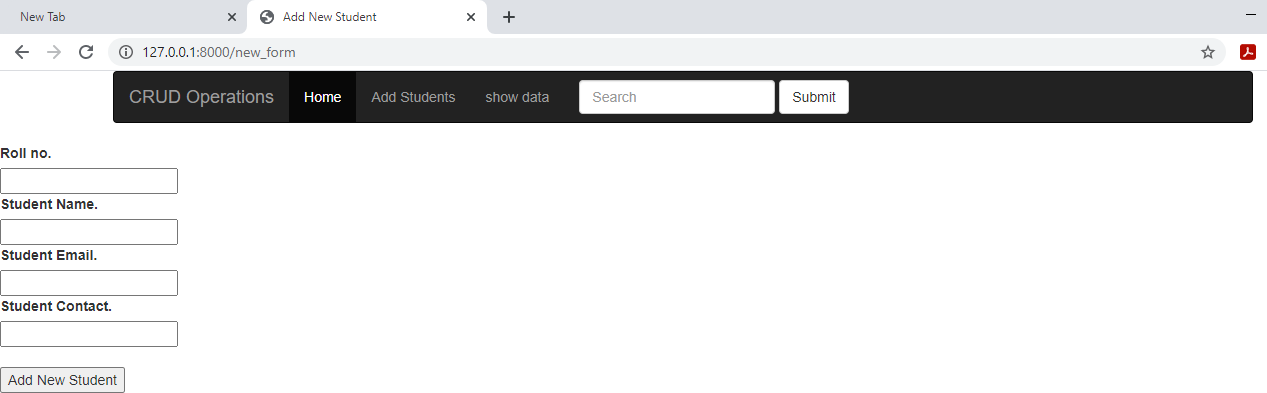 New Tab
Add New Student
127.0.0.1:8000/new_form
CRUD Operations Home Add Students show data Search Submit
Roll no.
Student Name.
Student Email.
Student Contact.
Add New Student